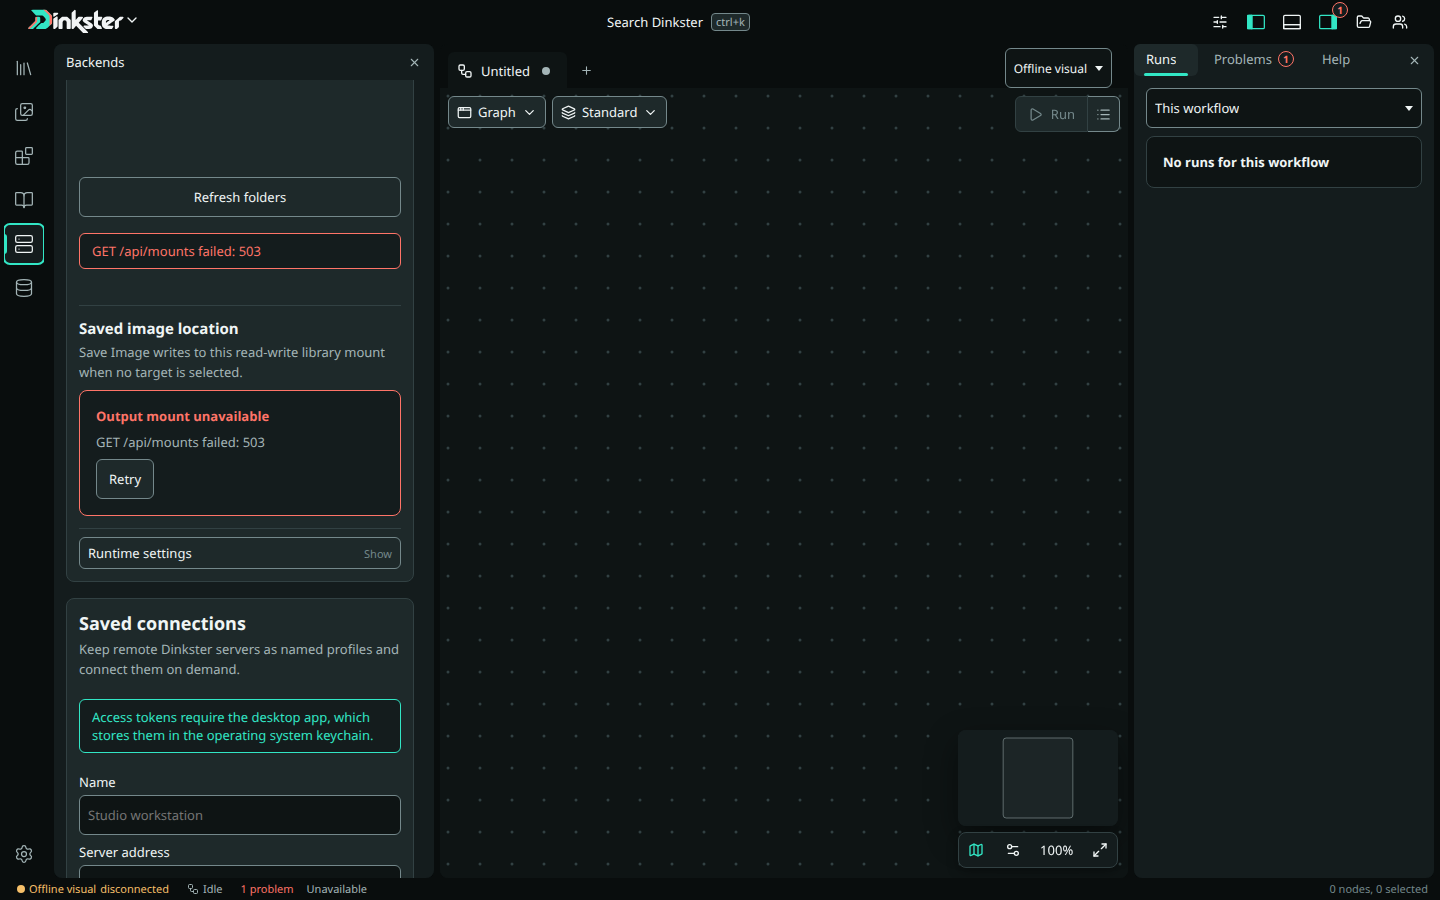 Dinkster
Search Dinkster ctrl+k
1
Backends
Refresh folders
GET /api/mounts failed: 503
Saved image location
Save Image writes to this read-write library mount
when no target is selected.
Output mount unavailable
GET /api/mounts failed: 503
Retry
Runtime settings Show
Saved connections
Keep remote Dinkster servers as named profiles and
connect them on demand.
Access tokens require the desktop app, which
stores them in the operating system keychain.
Name
Studio workstation
Server address
Untitled
Offline visual
Graph Standard
Run
100%
Runs Problems 1 Help
This workflow
No runs for this workflow
Offline visual disconnected Idle 1 problem Unavailable
0 nodes, 0 selected